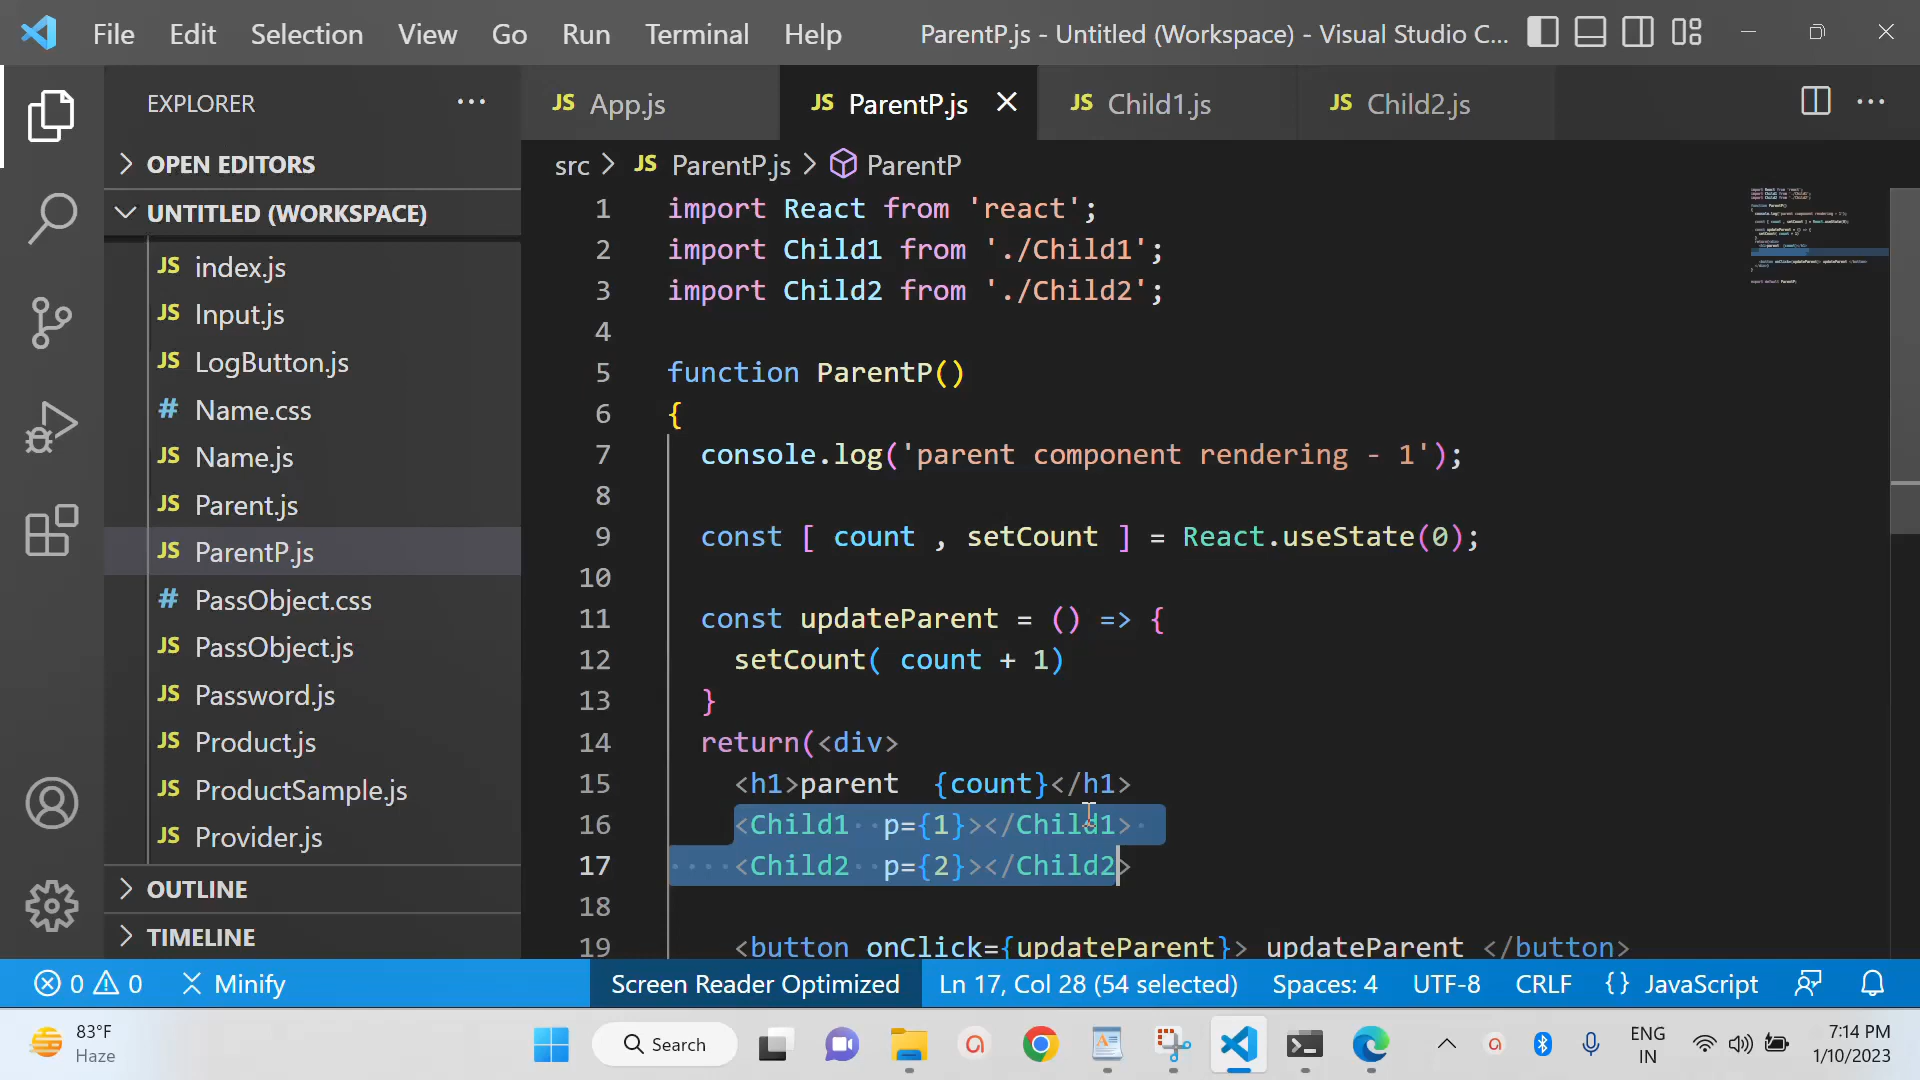 File Edit Selection View Go Run Terminal Help ParentP.js - Untitled (Workspace) - Visual Studio C...
EXPLORER
OPEN EDITORS
UNTITLED (WORKSPACE)
JS index.js
JS Input.js
JS LogButton.js
# Name.css
JS Name.js
JS Parent.js
JS ParentP.js
# PassObject.css
JS PassObject.js
JS Password.js
JS Product.js
JS ProductSample.js
JS Provider.js
OUTLINE
TIMELINE
JS App.js JS ParentP.js JS Child1.js JS Child2.js
src > JS ParentP.js > ParentP
1 import React from 'react';
2 import Child1 from './Child1';
3 import Child2 from './Child2';
4
5 function ParentP()
6 {
7 console.log('parent component rendering - 1');
8
9 const [ count , setCount ] = React.useState(0);
10
11 const updateParent = () => {
12 setCount( count + 1)
13 }
14 return(<div>
15 <h1>parent {count}</h1>
16 <Child1 p={1}></Child1>
17 <Child2 p={2}></Child2>
18
19 <button onClick={updateParent}> updateParent </button>
0 0 Minify Screen Reader Optimized Ln 17, Col 28 (54 selected) Spaces: 4 UTF-8 CRLF {} JavaScript
83°F
Haze
Search
ENG
IN
7:14 PM
1/10/2023